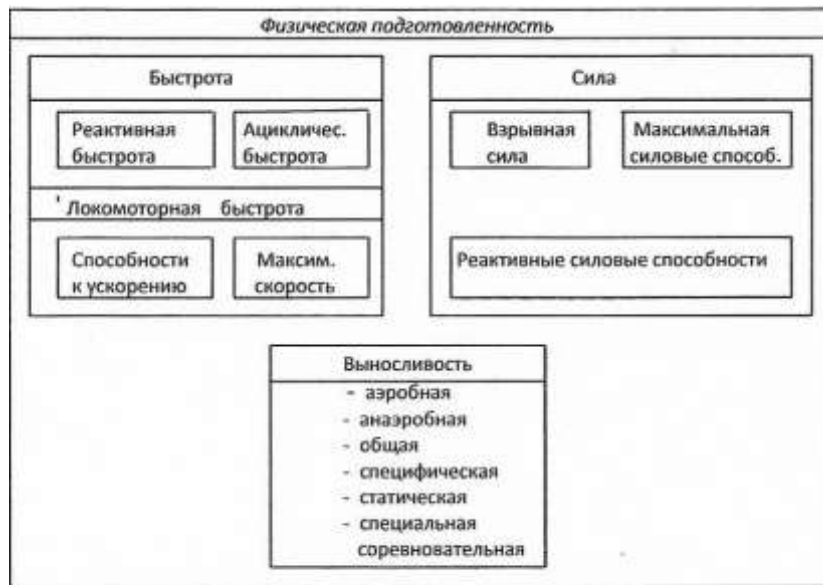 Физическая подготовленность
Быстрота
Реактивная
быстрота
Ацикличес.
быстрота
Локомоторная быстрота
Способности
к ускорению
Максим.
скорость
Сила
Взрывная
сила
Максимальная
силовые способ.
Реактивные силовые способности
Выносливость
- аэробная
- анаэробная
- общая
- специфическая
- статическая
- специальная
соревновательная